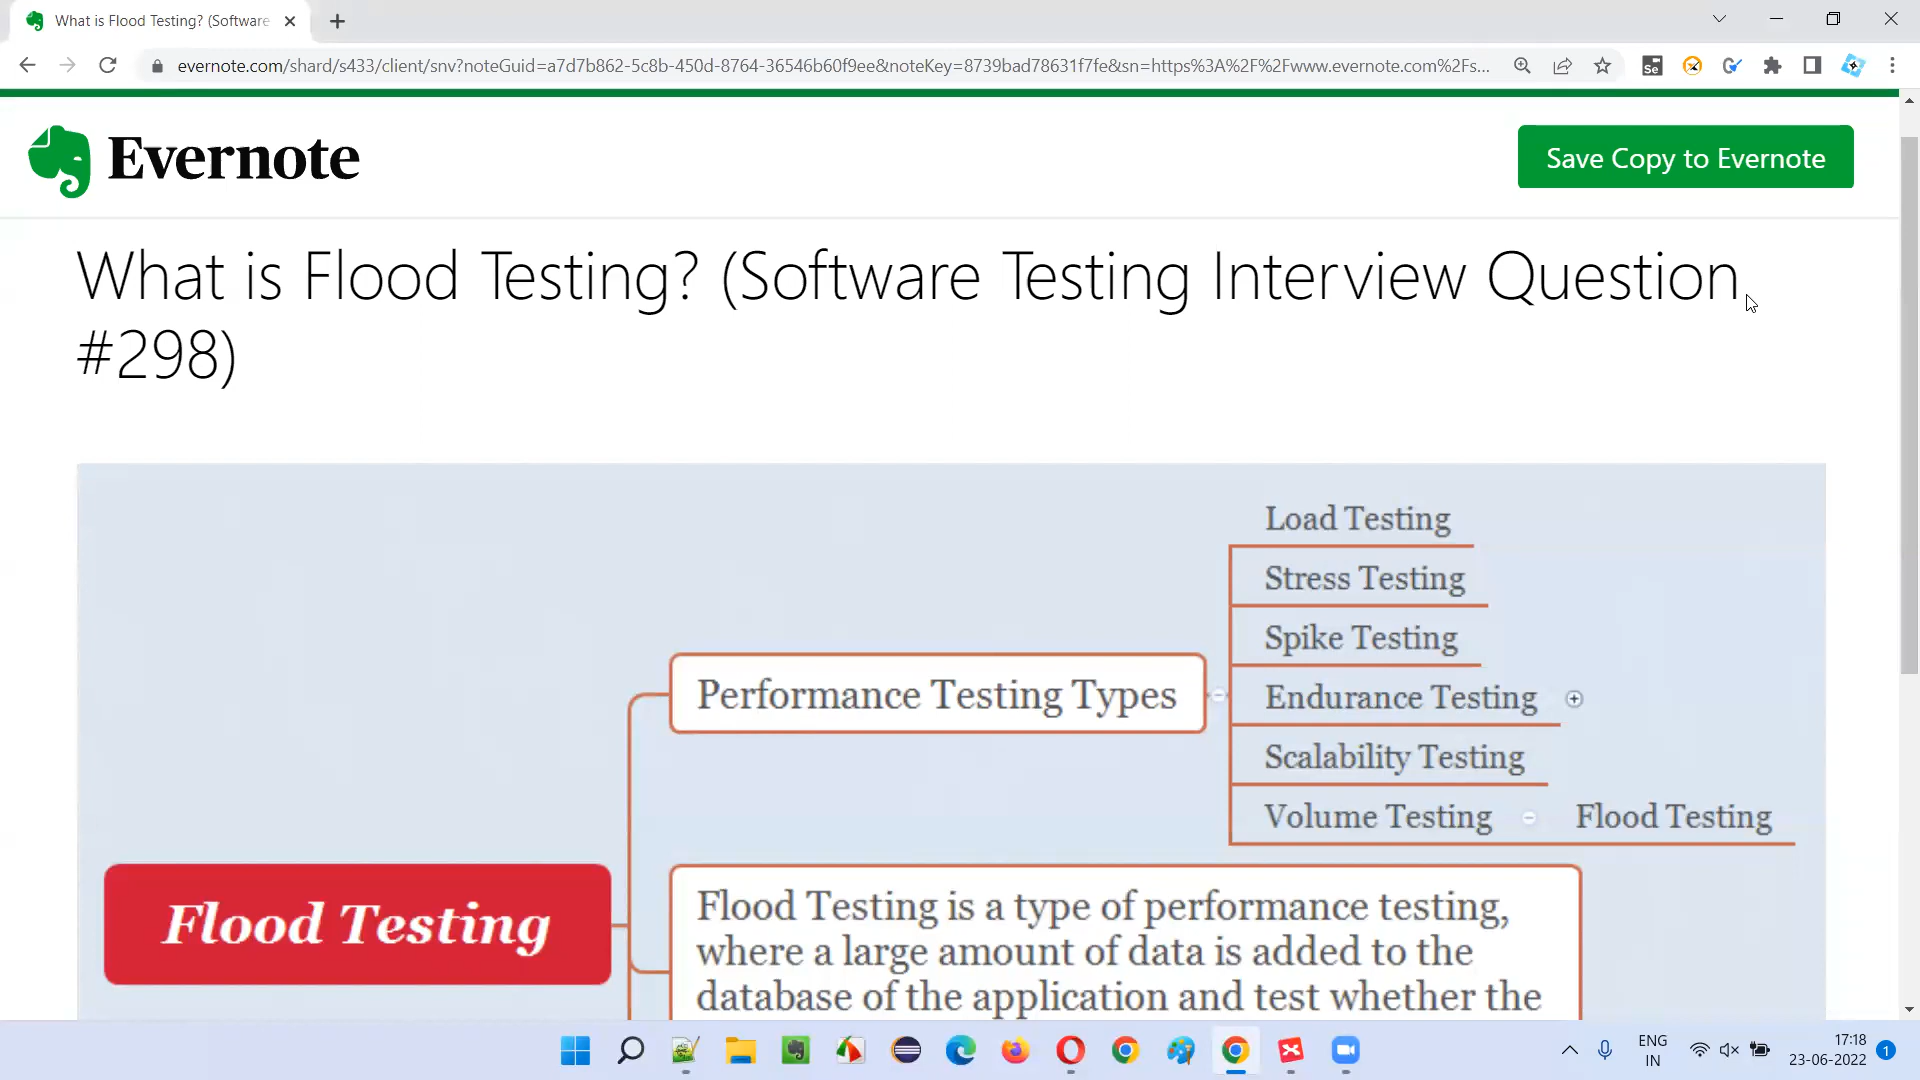 What is Flood Testing? (Software
evernote.com/shard/s433/client/snv?noteGuid=a7d7b862-5c8b-450d-8764-36546b60f9ee&noteKey=8739bad78631f7fe&sn=https%3A%2F%2Fwww.evernote.com%2Fs...
Se
Evernote
Save Copy to Evernote
What is Flood Testing? (Software Testing Interview Question
#298)
Load Testing
Stress Testing
Spike Testing
Performance Testing Types
Endurance Testing
Scalability Testing
Volume Testing
Flood Testing
Flood Testing
Flood Testing is a type of performance testing,
where a large amount of data is added to the
database of the application and test whether the
ENG
IN
17:18
23-06-2022
1